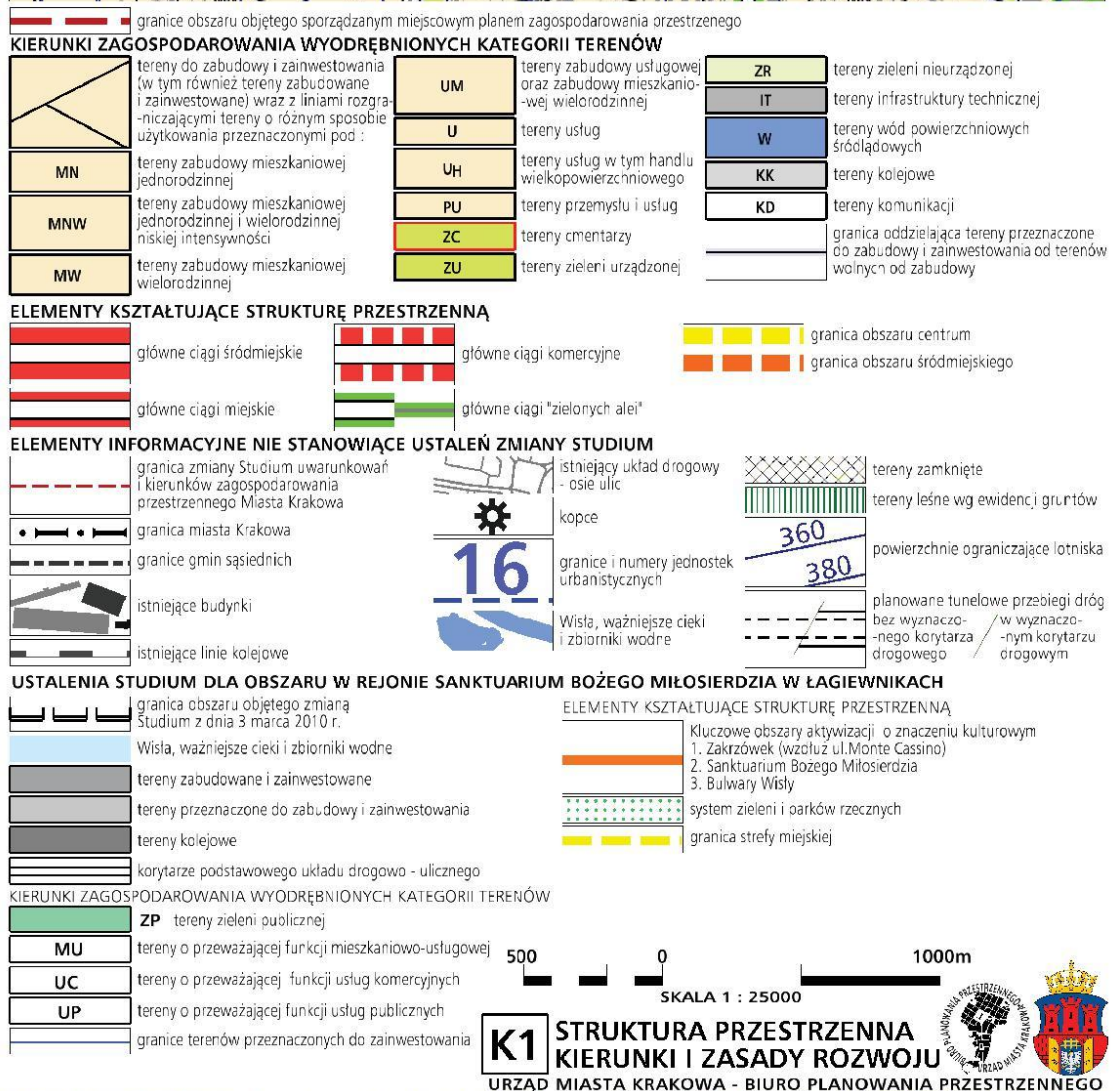 granice obszaru objętego sporządzanym miejscowym planem zagospodarowania przestrzenego
KIERUNKI ZAGOSPODAROWANIA WYODRĘBNIONYCH KATEGORII TERENÓW
tereny do zabudowy i zainwestowania
(w tym również tereny zabudowane
i zainwestowane) wraz z liniami rozgra-
-niczającymi tereny o różnym sposobie
użytkowania przeznaczonymi pod :
MN
tereny zabudowy mieszkaniowej
jednorodzinnej
MNW
tereny zabudowy mieszkaniowej
jednorodzinnej i wielorodzinnej
niskiej intensywności
MW
tereny zabudowy mieszkaniowej
wielorodzinnej
UM
tereny zabudowy usługowej
oraz zabudowy mieszkanio-
-wej wielorodzinnej
U
tereny usług
UH
tereny usług w tym handlu
wielkopowierzchniowego
PU
tereny przemysłu i usług
ZC
tereny cmentarzy
ZU
tereny zieleni urządzonej
ZR
tereny zieleni nieurządzonej
IT
tereny infrastruktury technicznej
W
tereny wód powierzchniowych
śródlądowych
KK
tereny kolejowe
KD
tereny komunikacji
granica oddzielająca tereny przeznaczone
do zabudowy i zainwestowania od terenów
wolnych od zabudowy
ELEMENTY KSZTAŁTUJĄCE STRUKTURĘ PRZESTRZENNĄ
główne ciągi śródmiejskie
główne ciągi miejskie
główne ciągi komercyjne
główne ciągi "zielonych alei"
granica obszaru centrum
granica obszaru śródmiejskiego
ELEMENTY INFORMACYJNE NIE STANOWIĄCE USTALEŃ ZMIANY STUDIUM
granica zmiany Studium uwarunkowań
i kierunków zagospodarowania
przestrzennego Miasta Krakowa
granica miasta Krakowa
granice gmin sąsiednich
istniejące budynki
istniejące linie kolejowe
istniejący układ drogowy
- osie ulic
kopce
16
granice i numery jednostek
urbanistycznych
Wisła, ważniejsze cieki
i zbiorniki wodne
tereny zamknięte
tereny leśne wg ewidencji gruntów
360
380
powierzchnie ograniczające lotniska
planowane tunelowe przebiegi dróg
bez wyznaczo-
-nego korytarza
drogowego
/ w wyznaczo-
-nym korytarzu
drogowym
USTALENIA STUDIUM DLA OBSZARU W REJONIE SANKTUARIUM BOŻEGO MIŁOSIERDZIA W ŁAGIEWNIKACH
granica obszaru objętego zmianą
Studium z dnia 3 marca 2010 r.
Wisła, ważniejsze cieki i zbiorniki wodne
tereny zabudowane i zainwestowane
tereny przeznaczone do zabudowy i zainwestowania
tereny kolejowe
korytarze podstawowego układu drogowo - ulicznego
ELEMENTY KSZTAŁTUJĄCE STRUKTURĘ PRZESTRZENNĄ
Kluczowe obszary aktywizacji o znaczeniu kulturowym
1. Zakrzówek (wzdłuż ul.Monte Cassino)
2. Sanktuarium Bożego Miłosierdzia
3. Bulwary Wisły
system zieleni i parków rzecznych
granica strefy miejskiej
KIERUNKI ZAGOSPODAROWANIA WYODRĘBNIONYCH KATEGORII TERENÓW
ZP tereny zieleni publicznej
MU
tereny o przeważającej funkcji mieszkaniowo-usługowej
UC
tereny o przeważającej funkcji usług komercyjnych
UP
tereny o przeważającej funkcji usług publicznych
granice terenów przeznaczonych do zainwestowania
500 0 1000m
SKALA 1 : 25000
K1
STRUKTURA PRZESTRZENNA
KIERUNKI I ZASADY ROZWOJU
BIURO PLANOWANIA PRZESTRZENNEGO
URZĄD MIASTA KRAKOWA
URZĄD MIASTA KRAKOWA - BIURO PLANOWANIA PRZESTRZENNEGO